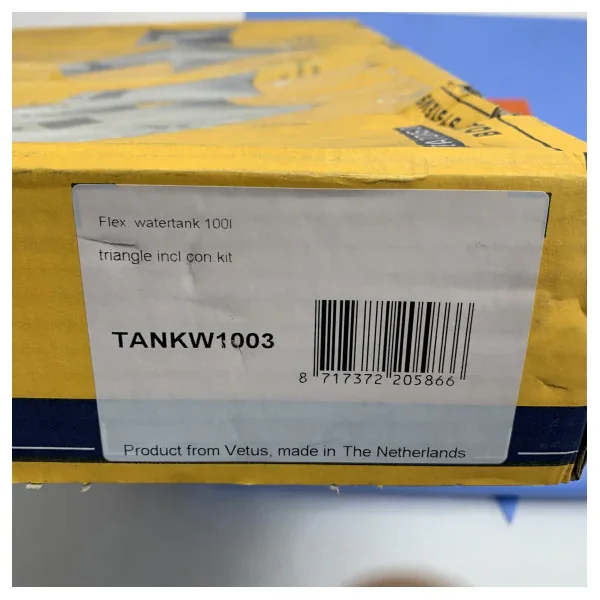 Flex. watertank 100l
triangle incl con.kit
TANKW1003
8 717372 205866
Product from Vetus, made in The Netherlands